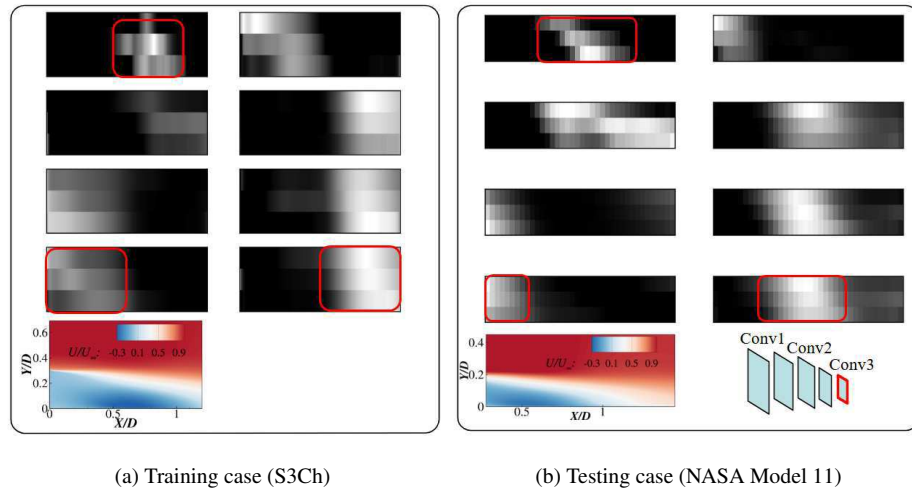 0.6
0.4
0.2
0
Y/D
U/U∞: -0.3 0.1 0.5 0.9
0 0.5 1
X/D
0.4
0.2
0
Y/D
U/U∞: -0.3 0.1 0.5 0.9
0.5 1
X/D
Conv1
Conv2
Conv3
(a) Training case (S3Ch)
(b) Testing case (NASA Model 11)